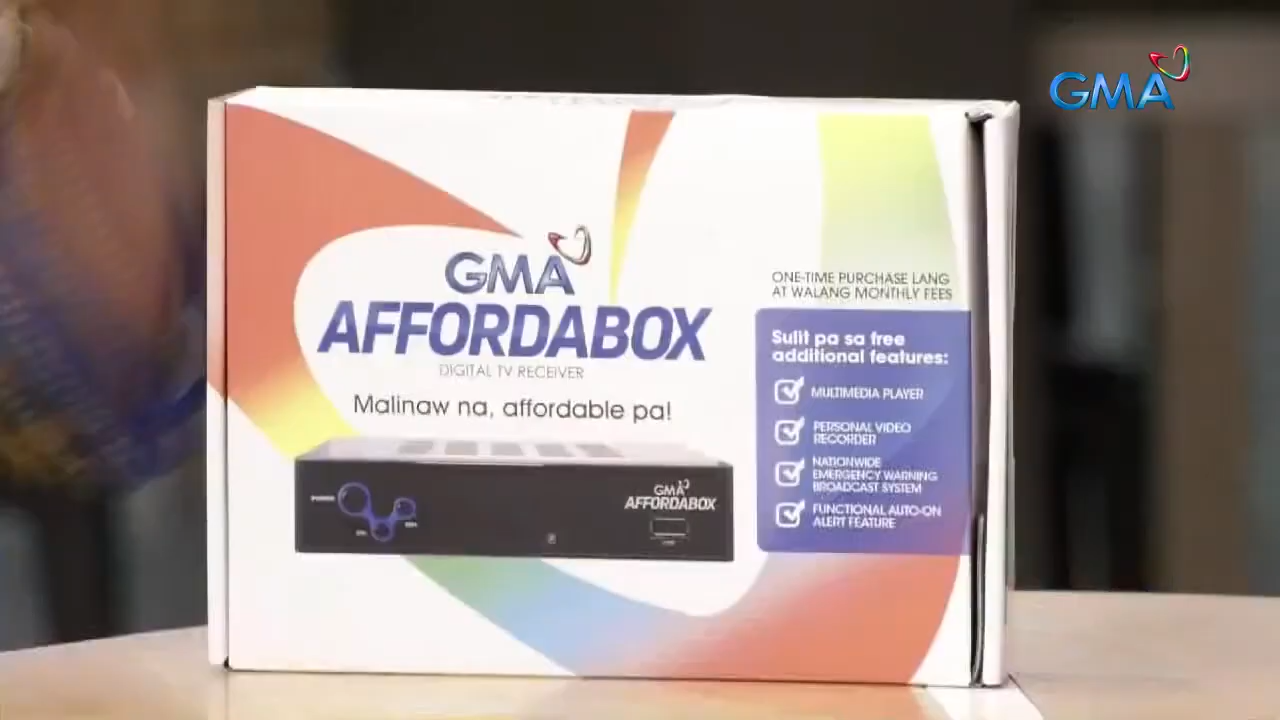 GMA
GMA
AFFORDABOX
DIGITAL TV RECEIVER
Malinaw na, affordable pa!
ONE-TIME PURCHASE LANG
AT WALANG MONTHLY FEES
Sulit pa sa free
additional features:
MULTIMEDIA PLAYER
PERSONAL VIDEO
RECORDER
NATIONWIDE
EMERGENCY WARNING
BROADCAST SYSTEM
FUNCTIONAL AUTO-ON
ALERT FEATURE
POWER
GMA
AFFORDABOX